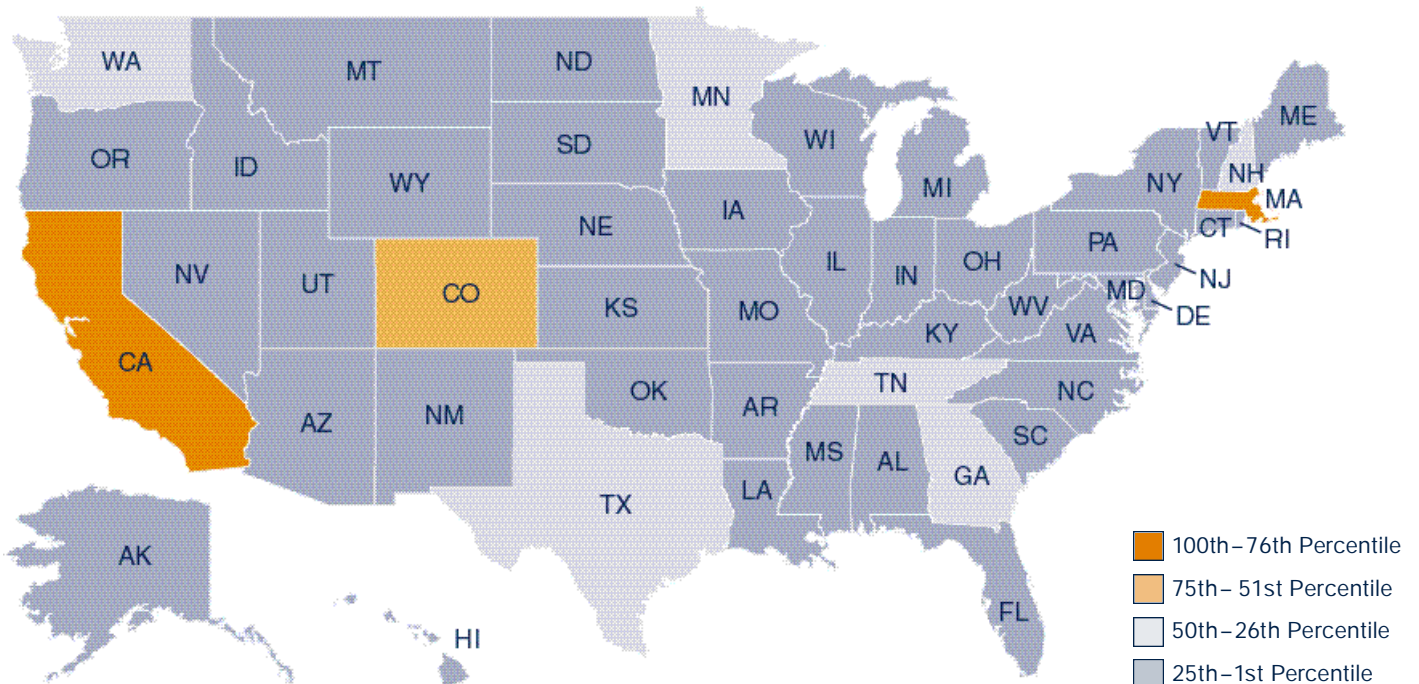 WA
MT
ND
MN
VT
ME
OR
ID
SD
WI
WY
MI
NY
NH
MA
IA
NE
CT
RI
NV
UT
CO
IL
IN
OH
PA
NJ
KS
MO
WV
MD
DE
KY
VA
CA
TN
OK
NC
AZ
NM
AR
SC
MS
AL
GA
TX
LA
AK
FL
HI
100th–76th Percentile
75th– 51st Percentile
50th–26th Percentile
25th–1st Percentile